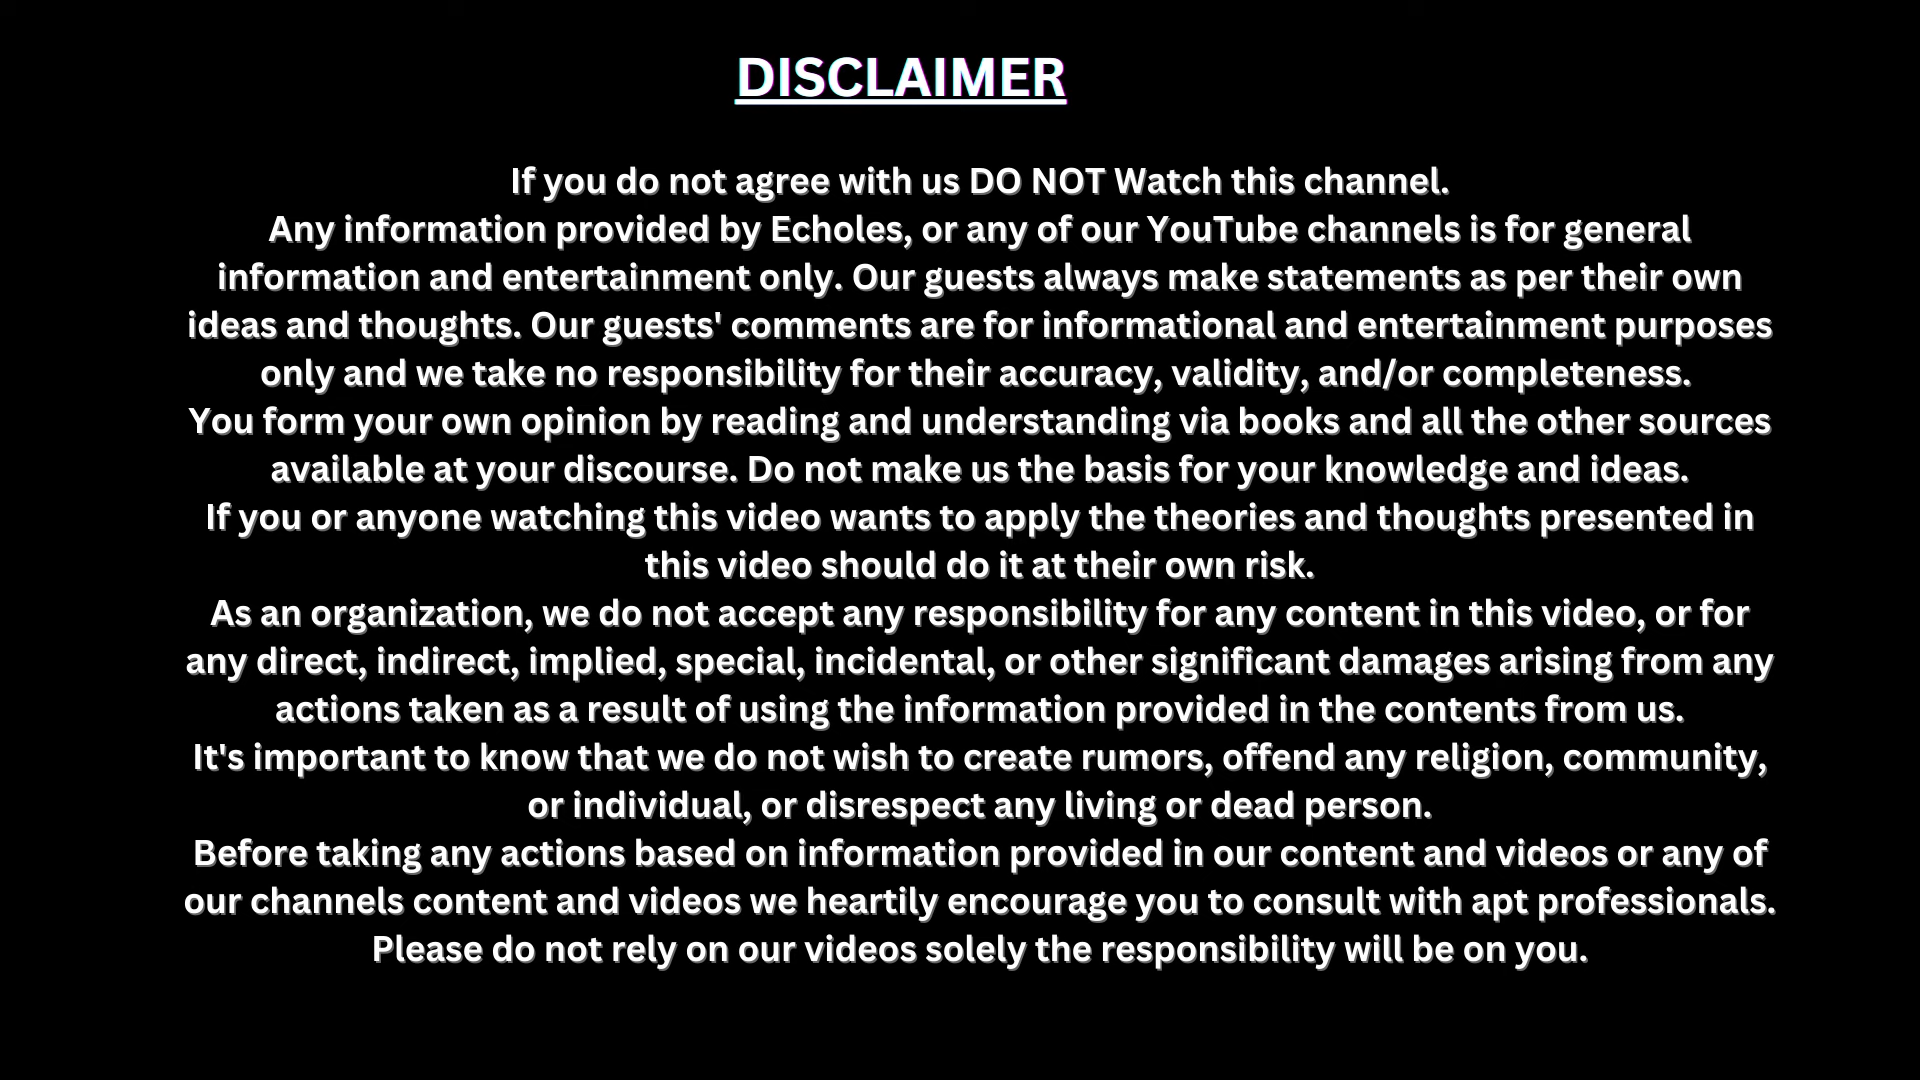 DISCLAIMER
If you do not agree with us DO NOT Watch this channel.
Any information provided by Echoles, or any of our YouTube channels is for general
information and entertainment only. Our guests always make statements as per their own
ideas and thoughts. Our guests' comments are for informational and entertainment purposes
only and we take no responsibility for their accuracy, validity, and/or completeness.
You form your own opinion by reading and understanding via books and all the other sources
available at your discourse. Do not make us the basis for your knowledge and ideas.
If you or anyone watching this video wants to apply the theories and thoughts presented in
this video should do it at their own risk.
As an organization, we do not accept any responsibility for any content in this video, or for
any direct, indirect, implied, special, incidental, or other significant damages arising from any
actions taken as a result of using the information provided in the contents from us.
It's important to know that we do not wish to create rumors, offend any religion, community,
or individual, or disrespect any living or dead person.
Before taking any actions based on information provided in our content and videos or any of
our channels content and videos we heartily encourage you to consult with apt professionals.
Please do not rely on our videos solely the responsibility will be on you.